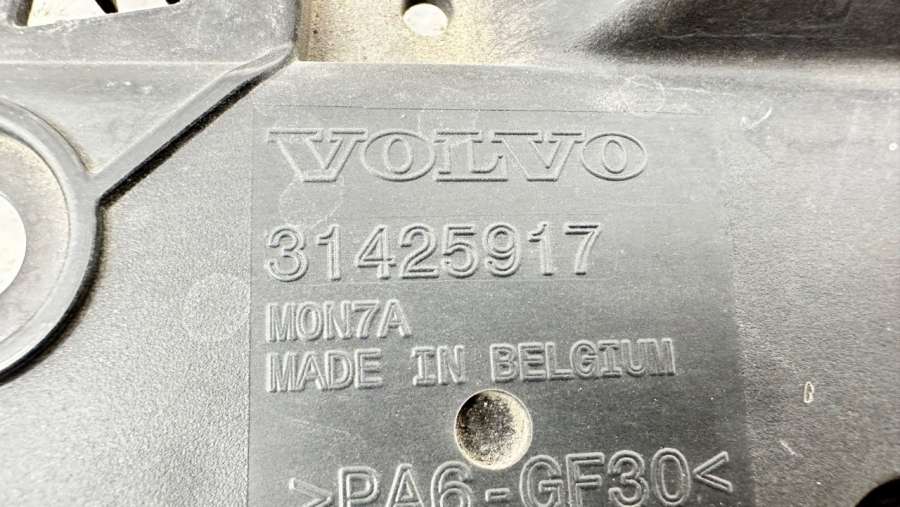 VOLVO
31425917
MON7A
MADE IN BELGIUM
>PA6-GF30<